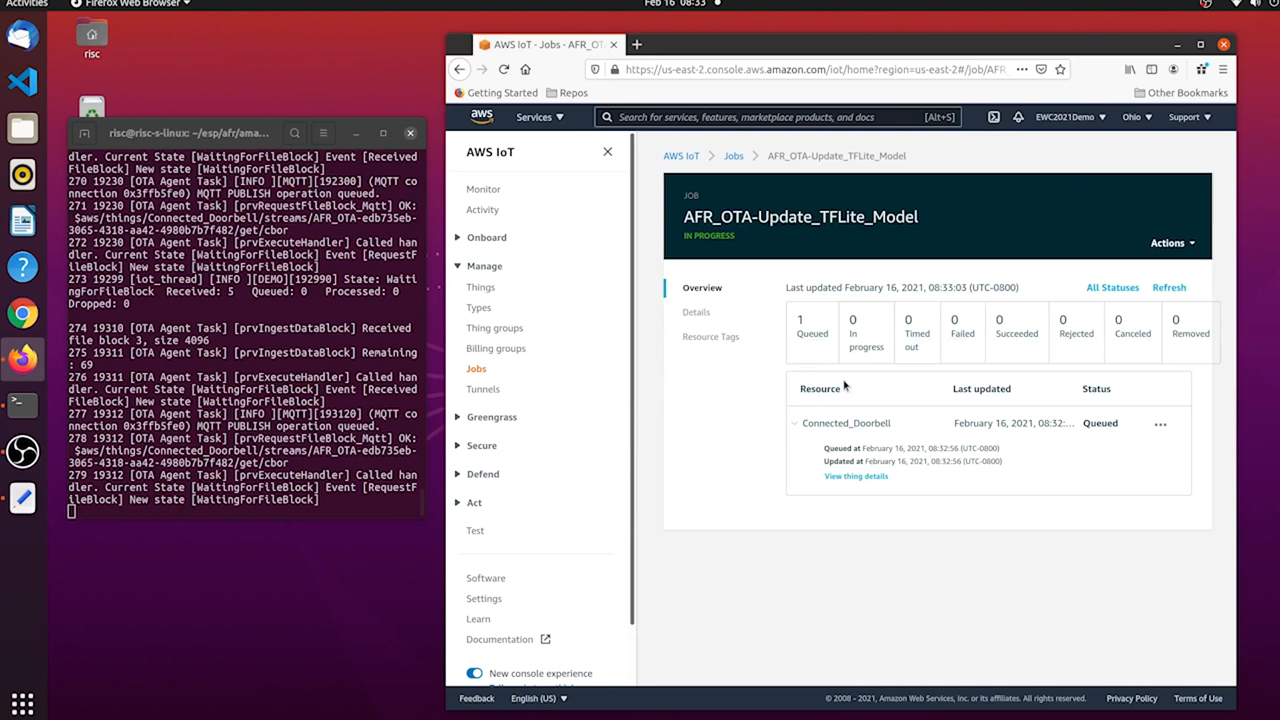 Activities
Firefox Web Browser
Feb 16 08:33
risc
risc@risc-s-linux: ~/esp/afr/ama...
dler. Current State [WaitingForFileBlock] Event [Received
FileBlock] New state [WaitingForFileBlock]
270 19230 [OTA Agent Task] [INFO ][MQTT][192300] (MQTT co
nnection 0x3ffb5fe0) MQTT PUBLISH operation queued.
271 19230 [OTA Agent Task] [prvRequestFileBlock_Mqtt] OK:
$aws/things/Connected_Doorbell/streams/AFR_OTA-edb735eb-
3065-4318-aa42-4980b7b7f482/get/cbor
272 19230 [OTA Agent Task] [prvExecuteHandler] Called han
dler. Current State [WaitingForFileBlock] Event [RequestF
ileBlock] New state [WaitingForFileBlock]
273 19299 [iot_thread] [INFO ][DEMO][192990] State: Waiti
ngForFileBlock  Received: 5   Queued: 0   Processed: 0
Dropped: 0
274 19310 [OTA Agent Task] [prvIngestDataBlock] Received
file block 3, size 4096
275 19311 [OTA Agent Task] [prvIngestDataBlock] Remaining
: 69
276 19311 [OTA Agent Task] [prvExecuteHandler] Called han
dler. Current State [WaitingForFileBlock] Event [Received
FileBlock] New state [WaitingForFileBlock]
277 19312 [OTA Agent Task] [INFO ][MQTT][193120] (MQTT co
nnection 0x3ffb5fe0) MQTT PUBLISH operation queued.
278 19312 [OTA Agent Task] [prvRequestFileBlock_Mqtt] OK:
$aws/things/Connected_Doorbell/streams/AFR_OTA-edb735eb-
3065-4318-aa42-4980b7b7f482/get/cbor
279 19312 [OTA Agent Task] [prvExecuteHandler] Called han
dler. Current State [WaitingForFileBlock] Event [RequestF
ileBlock] New state [WaitingForFileBlock]
AWS IoT - Jobs - AFR_OT
https://us-east-2.console.aws.amazon.com/iot/home?region=us-east-2#/job/AFR_
Getting Started
Repos
Other Bookmarks
aws
Services
Search for services, features, marketplace products, and docs
[Alt+S]
EWC2021Demo
Ohio
Support
AWS IoT
Monitor
Activity
Onboard
Manage
Things
Types
Thing groups
Billing groups
Jobs
Tunnels
Greengrass
Secure
Defend
Act
Test
Software
Settings
Learn
Documentation
New console experience
AWS IoT
Jobs
AFR_OTA-Update_TFLite_Model
JOB
AFR_OTA-Update_TFLite_Model
IN PROGRESS
Actions
Overview
Details
Resource Tags
Last updated February 16, 2021, 08:33:03 (UTC-0800)
All Statuses
Refresh
1 Queued
0 In progress
0 Timed out
0 Failed
0 Succeeded
0 Rejected
0 Canceled
0 Removed
Resource
Last updated
Status
Connected_Doorbell
February 16, 2021, 08:32:...
Queued
Queued at February 16, 2021, 08:32:56 (UTC-0800)
Updated at February 16, 2021, 08:32:56 (UTC-0800)
View thing details
Feedback
English (US)
© 2008 - 2021, Amazon Web Services, Inc. or its affiliates. All rights reserved.
Privacy Policy
Terms of Use